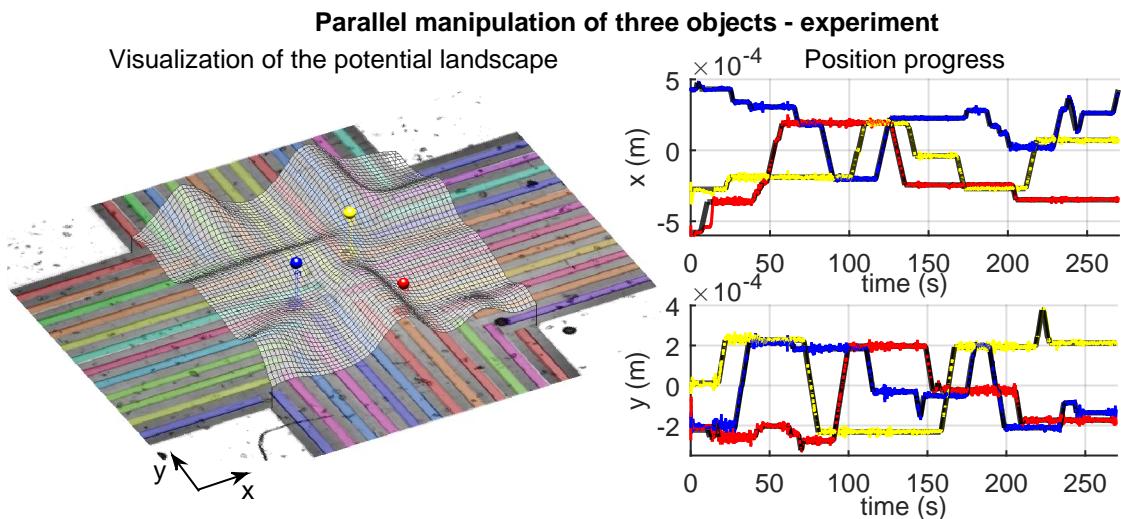 Parallel manipulation of three objects - experiment
Visualization of the potential landscape
y
x
×10⁻⁴
Position progress
5
0
-5
x (m)
0 50 100 150 200 250
time (s)
×10⁻⁴
4
2
0
-2
y (m)
0 50 100 150 200 250
time (s)